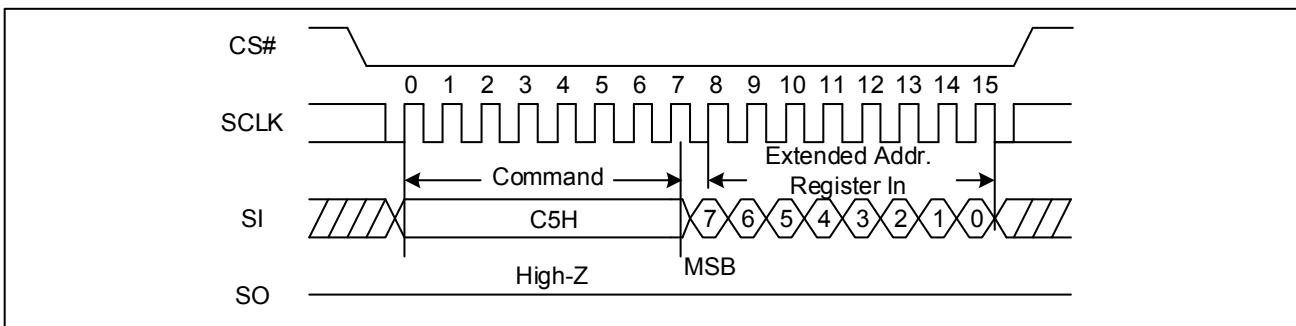 CS#
0 1 2 3 4 5 6 7 8 9 10 11 12 13 14 15
SCLK
Command
Extended Addr.
Register In
SI
C5H
7 6 5 4 3 2 1 0
High-Z
MSB
SO